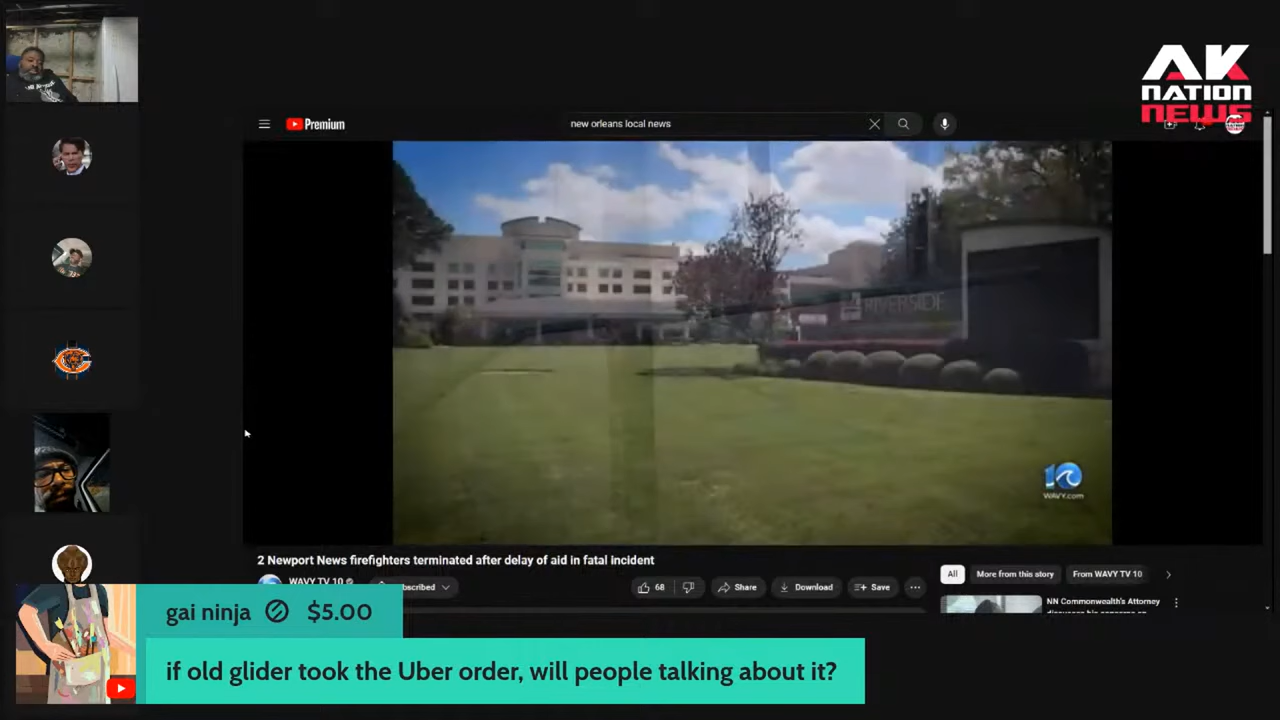 AK
NATION
NEWS
Premium
new orleans local news
RIVERSIDE
10
WAVY.com
2 Newport News firefighters terminated after delay of aid in fatal incident
WAVY TV 10
68
Share
Download
Save
All
More from this story
From WAVY TV 10
NN Commonwealth's Attorney
gai ninja
$5.00
if old glider took the Uber order, will people talking about it?